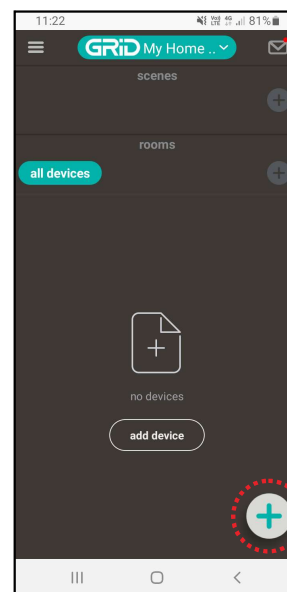 11:22 81%
GRiD My Home ..
scenes
rooms
all devices
no devices
add device